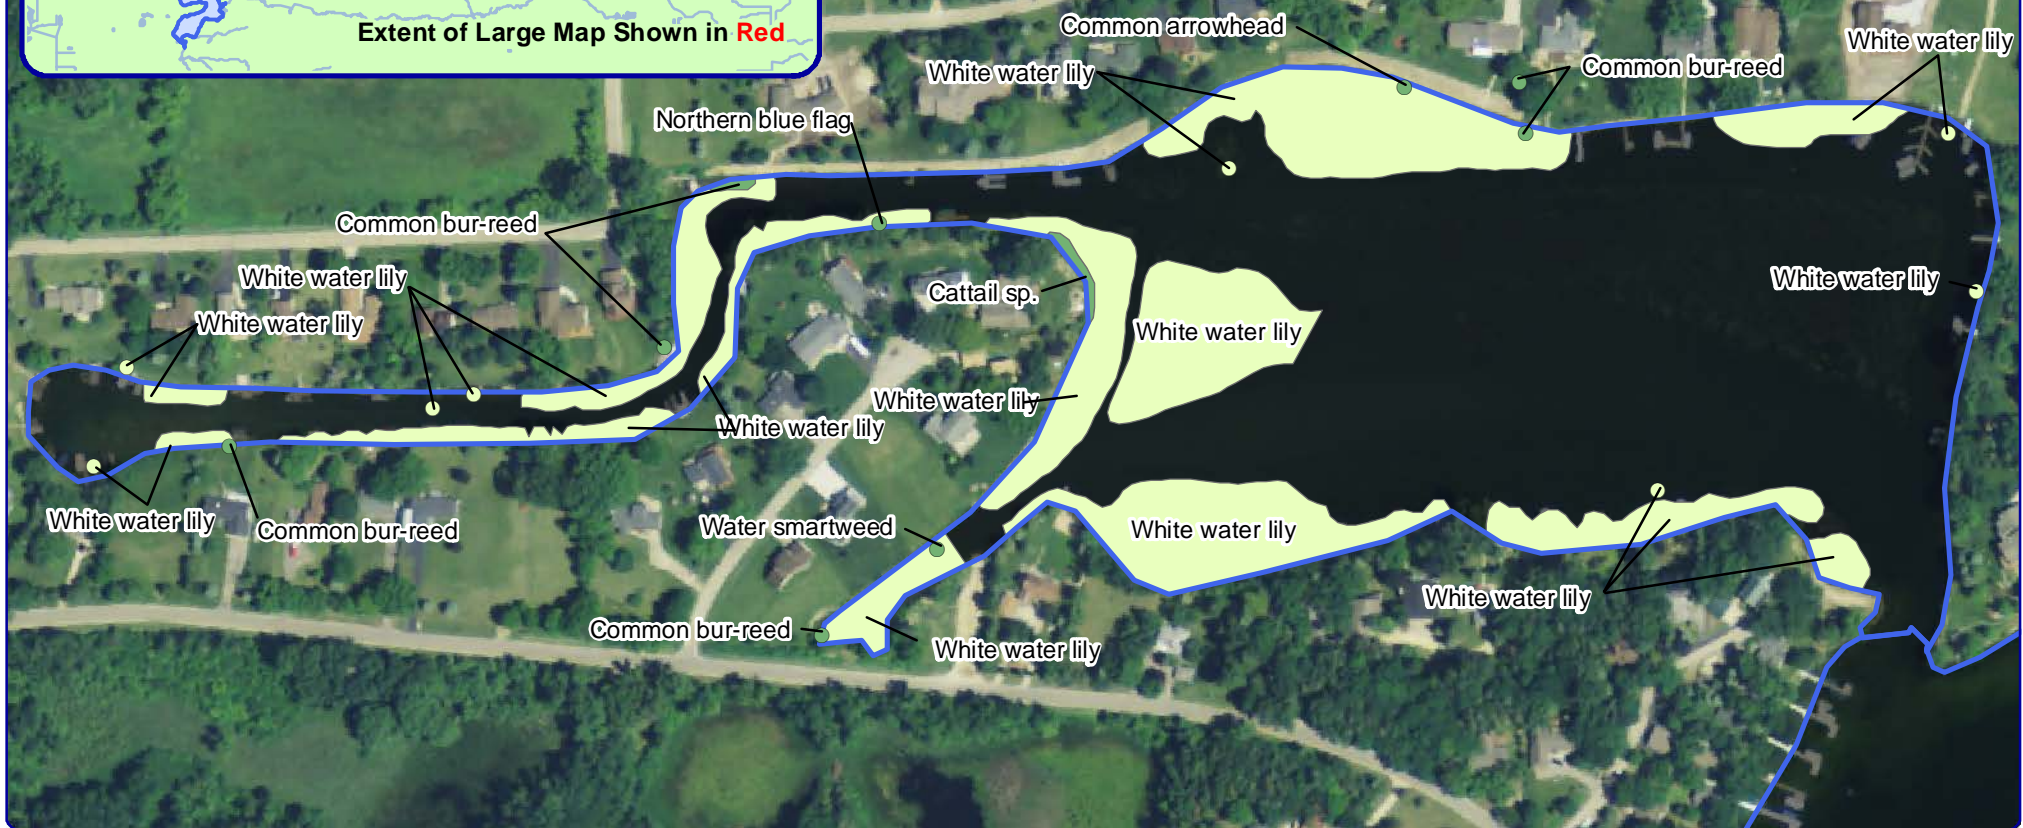 Extent of Large Map Shown in Red
Common arrowhead
White water lily
White water lily
Common bur-reed
Northern blue flag
Common bur-reed
White water lily
White water lily
Cattail sp.
White water lily
White water lily
White water lily
White water lily
White water lily
White water lily
Common bur-reed
Water smartweed
White water lily
White water lily
Common bur-reed
White water lily